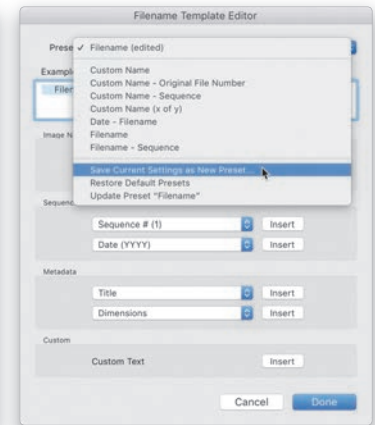 Filename Template Editor
Prese ✓ Filename (edited)
Custom Name
Exampl
Custom Name - Original File Number
Custom Name - Sequence
Filen
Custom Name (x of y)
Date - Filename
Filename
Image N
Filename - Sequence
Save Current Settings as New Preset...
Restore Default Presets
Update Preset "Filename"
Sequenc
Sequence # (1) Insert
Date (YYYY) Insert
Metadata
Title Insert
Dimensions Insert
Custom
Custom Text Insert
Cancel Done